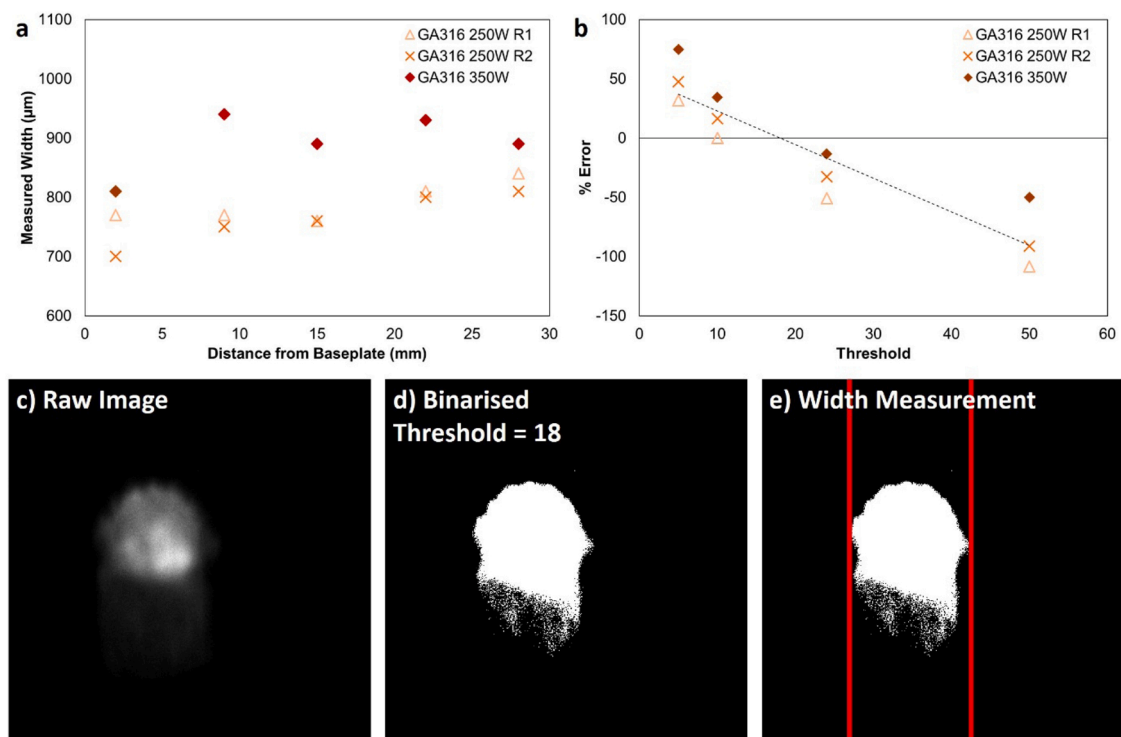 a
1100
1000
900
800
700
600
0
5
10
15
20
25
30
Measured Width (µm)
Distance from Baseplate (mm)
GA316 250W R1
GA316 250W R2
GA316 350W
b
100
50
0
-50
-100
-150
0
10
20
30
40
50
60
% Error
Threshold
GA316 250W R1
GA316 250W R2
GA316 350W
c) Raw Image
d) Binarised
Threshold = 18
e) Width Measurement